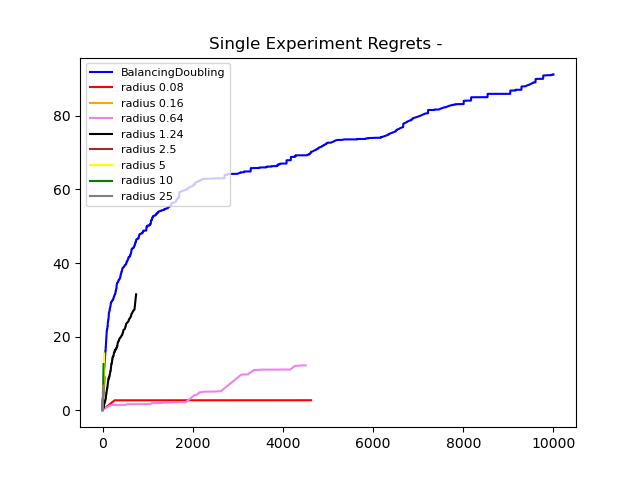 Single Experiment Regrets -
BalancingDoubling
radius 0.08
radius 0.16
radius 0.64
radius 1.24
radius 2.5
radius 5
radius 10
radius 25
80
60
40
20
0
0 2000 4000 6000 8000 10000